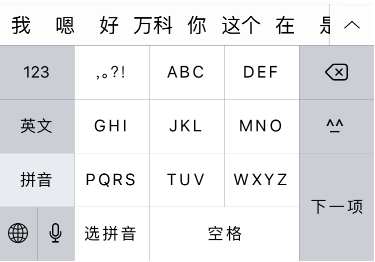 我 嗯 好 万科 你 这个 在
123 ,。?! ABC DEF
英文 GHI JKL MNO ^^
拼音 PQRS TUV WXYZ 下一项
选拼音 空格